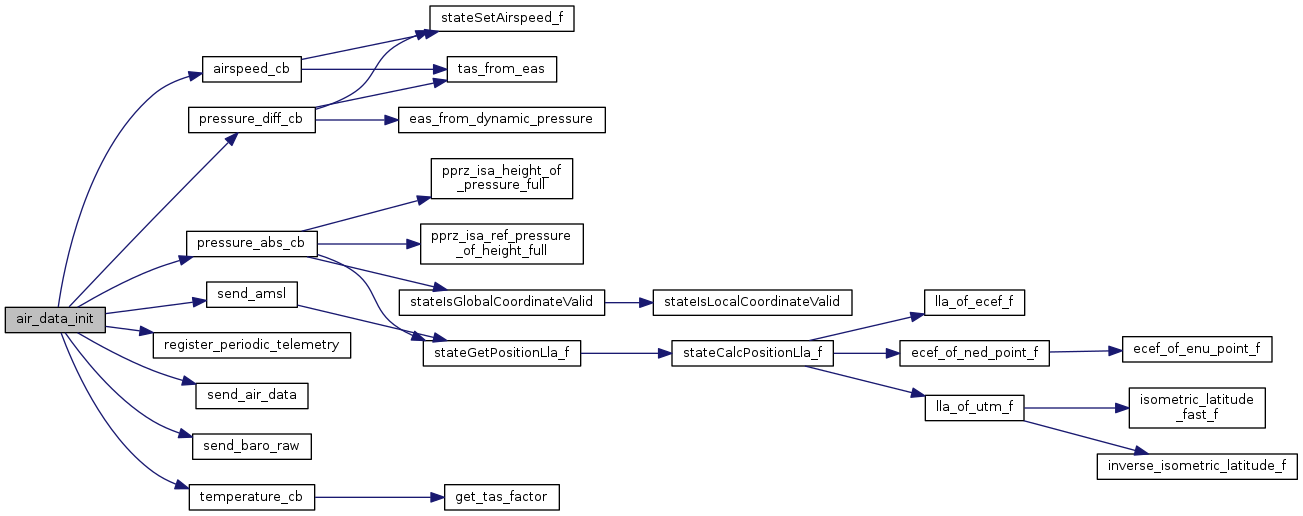 stateSetAirspeed_f
airspeed_cb
tas_from_eas
pressure_diff_cb
eas_from_dynamic_pressure
pprz_isa_height_of
_pressure_full
pressure_abs_cb
pprz_isa_ref_pressure
_of_height_full
send_amsl
stateIsGlobalCoordinateValid
stateIsLocalCoordinateValid
lla_of_ecef_f
air_data_init
register_periodic_telemetry
stateGetPositionLla_f
stateCalcPositionLla_f
ecef_of_ned_point_f
ecef_of_enu_point_f
send_air_data
lla_of_utm_f
isometric_latitude
_fast_f
send_baro_raw
inverse_isometric_latitude_f
temperature_cb
get_tas_factor